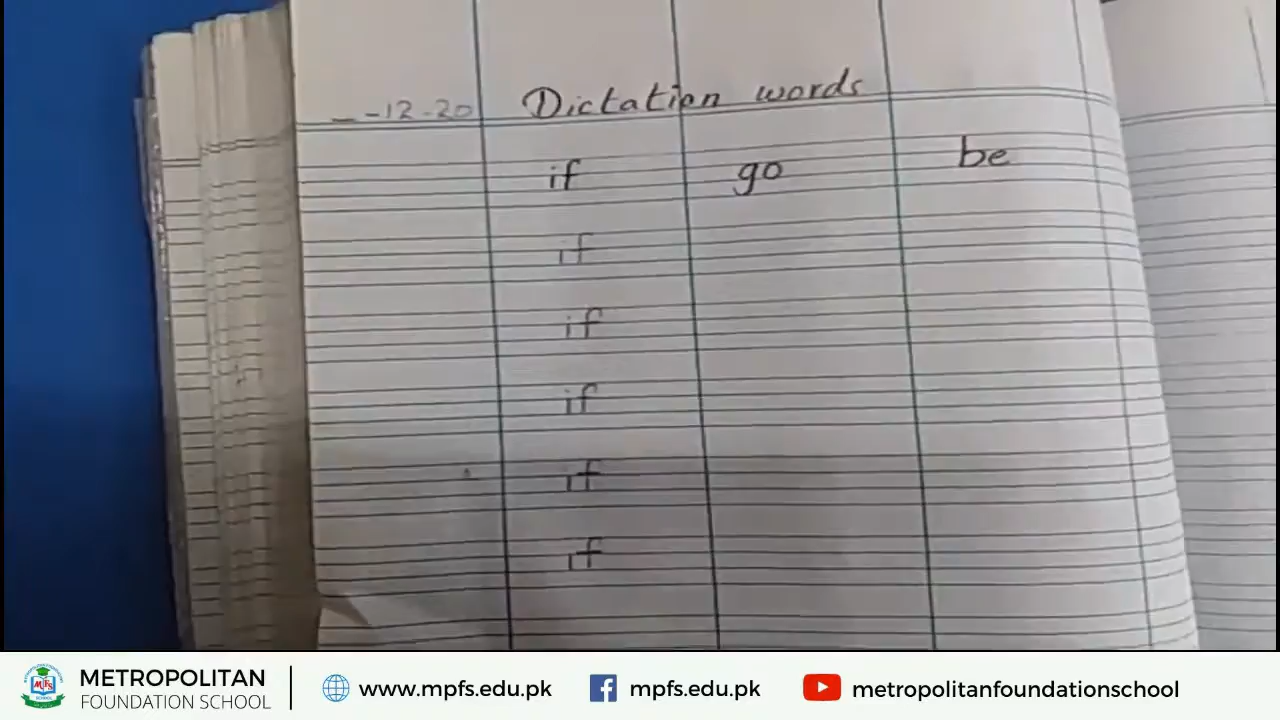 _-12-20 Dictation words
if go be
if
if
if
if
if
METROPOLITAN
FOUNDATION SCHOOL
www.mpfs.edu.pk
mpfs.edu.pk
metropolitanfoundationschool